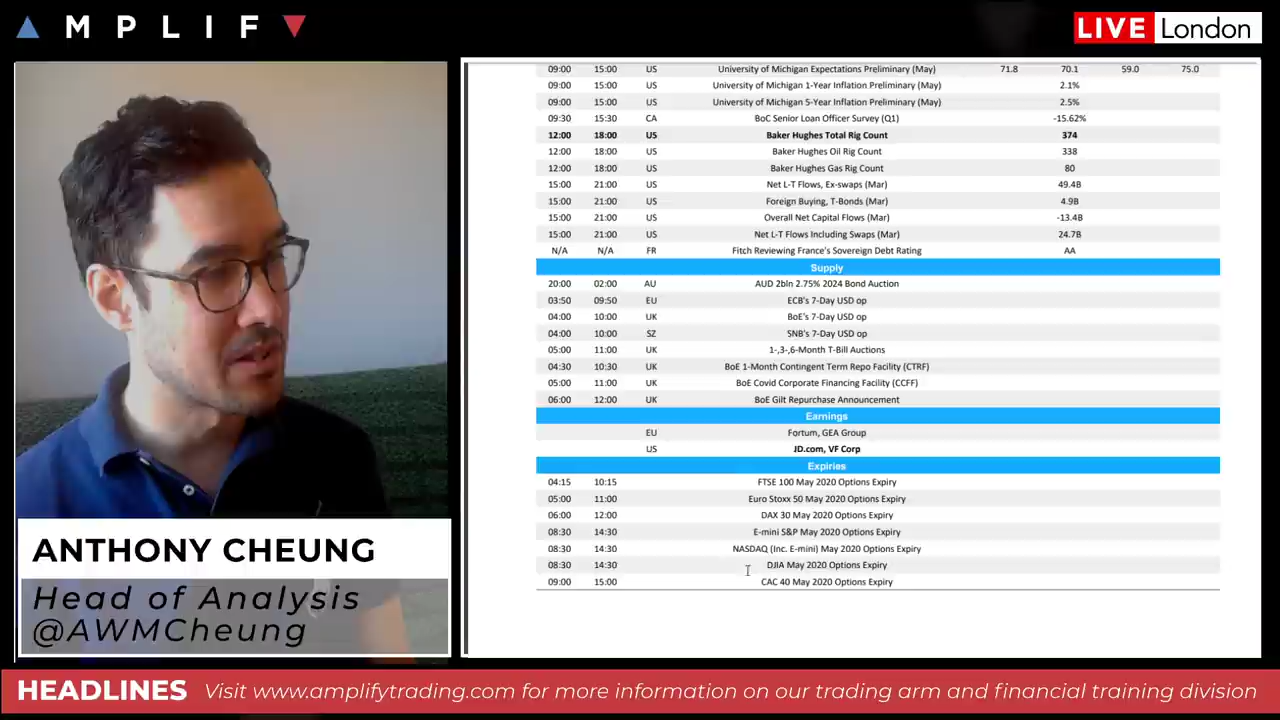 AMPLIFY
LIVE London
09:00 15:00 US University of Michigan Expectations Preliminary (May) 71.8 70.1 59.0 75.0
09:00 15:00 US University of Michigan 1-Year Inflation Preliminary (May) 2.1%
09:00 15:00 US University of Michigan 5-Year Inflation Preliminary (May) 2.5%
09:30 15:30 CA BoC Senior Loan Officer Survey (Q1) -15.62%
12:00 18:00 US Baker Hughes Total Rig Count 374
12:00 18:00 US Baker Hughes Oil Rig Count 338
12:00 18:00 US Baker Hughes Gas Rig Count 80
15:00 21:00 US Net L-T Flows, Ex-swaps (Mar) 49.4B
15:00 21:00 US Foreign Buying, T-Bonds (Mar) 4.9B
15:00 21:00 US Overall Net Capital Flows (Mar) -13.4B
15:00 21:00 US Net L-T Flows Including Swaps (Mar) 24.7B
N/A N/A FR Fitch Reviewing France's Sovereign Debt Rating AA
Supply
20:00 02:00 AU AUD 2bln 2.75% 2024 Bond Auction
03:50 09:50 EU ECB's 7-Day USD op
04:00 10:00 UK BoE's 7-Day USD op
04:00 10:00 SZ SNB's 7-Day USD op
05:00 11:00 UK 1-,3-,6-Month T-Bill Auctions
04:30 10:30 UK BoE 1-Month Contingent Term Repo Facility (CTRF)
05:00 11:00 UK BoE Covid Corporate Financing Facility (CCFF)
06:00 12:00 UK BoE Gilt Repurchase Announcement
Earnings
EU Fortum, GEA Group
US JD.com, VF Corp
Expiries
04:15 10:15 FTSE 100 May 2020 Options Expiry
05:00 11:00 Euro Stoxx 50 May 2020 Options Expiry
06:00 12:00 DAX 30 May 2020 Options Expiry
08:30 14:30 E-mini S&P May 2020 Options Expiry
08:30 14:30 NASDAQ (Inc. E-mini) May 2020 Options Expiry
08:30 14:30 DJIA May 2020 Options Expiry
09:00 15:00 CAC 40 May 2020 Options Expiry
ANTHONY CHEUNG
Head of Analysis
@AWMCheung
HEADLINES Visit www.amplifytrading.com for more information on our trading arm and financial training division